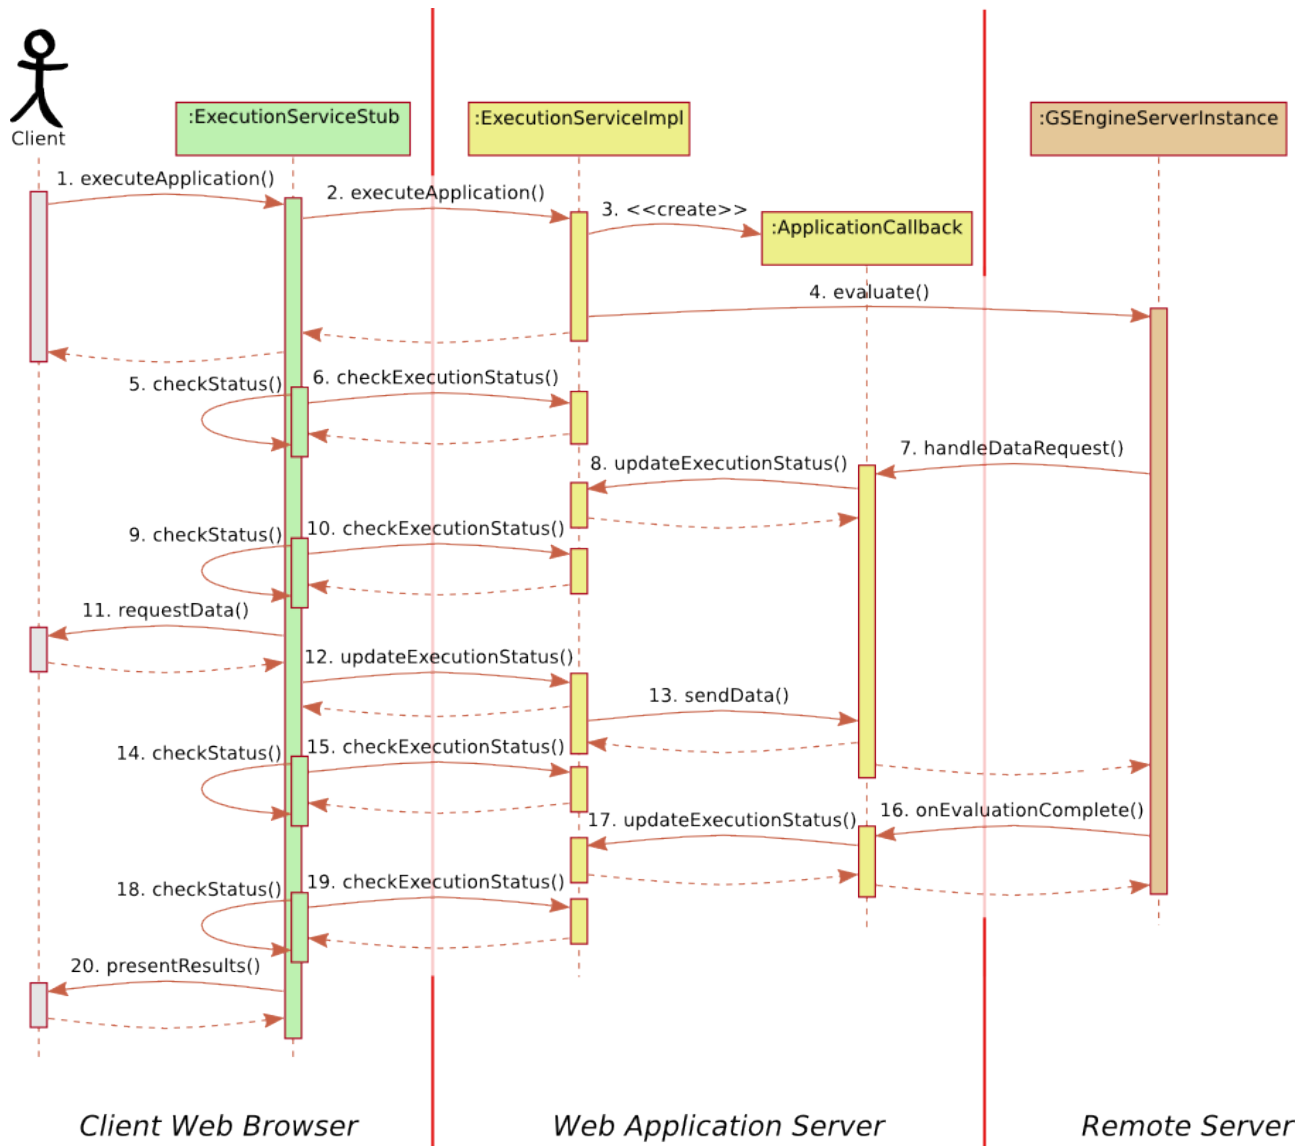 Client
:ExecutionServiceStub
:ExecutionServiceImpl
:GSEngineServerInstance
1. executeApplication()
2. executeApplication()
3. <<create>>
:ApplicationCallback
4. evaluate()
5. checkStatus()
6. checkExecutionStatus()
7. handleDataRequest()
8. updateExecutionStatus()
9. checkStatus()
10. checkExecutionStatus()
11. requestData()
12. updateExecutionStatus()
13. sendData()
14. checkStatus()
15. checkExecutionStatus()
16. onEvaluationComplete()
17. updateExecutionStatus()
18. checkStatus()
19. checkExecutionStatus()
20. presentResults()
Client Web Browser
Web Application Server
Remote Server